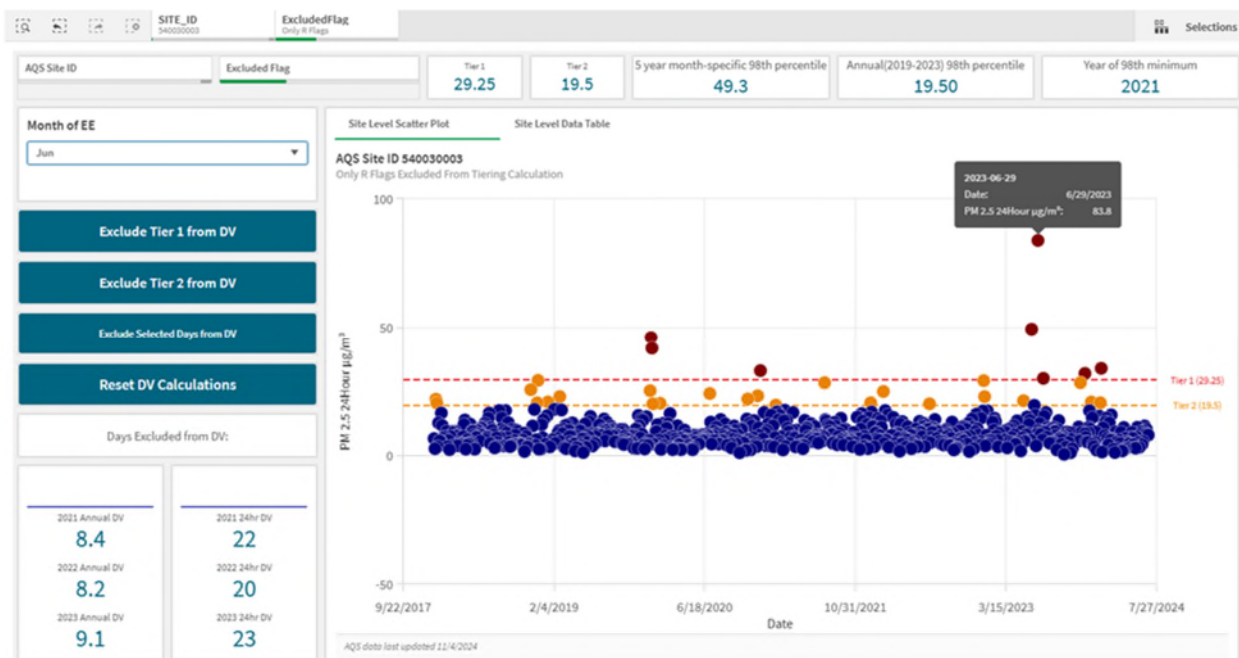 SITE_ID
540030003
ExcludedFlag
Only R Flags
Selections
AQS Site ID
Excluded Flag
Tier 1
29.25
Tier 2
19.5
5 year month-specific 98th percentile
49.3
Annual(2019-2023) 98th percentile
19.50
Year of 98th minimum
2021
Month of EE
Jun
Exclude Tier 1 from DV
Exclude Tier 2 from DV
Exclude Selected Days from DV
Reset DV Calculations
Days Excluded from DV:
2021 Annual DV
8.4
2022 Annual DV
8.2
2023 Annual DV
9.1
2021 24hr DV
22
2022 24hr DV
20
2023 24hr DV
23
Site Level Scatter Plot
Site Level Data Table
AQS Site ID 540030003
Only R Flags Excluded From Tiering Calculation
2023-06-29
Date: 6/29/2023
PM 2.5 24Hour µg/m³: 83.8
PM 2.5 24Hour µg/m³
100
50
0
-50
Tier 1 (29.25)
Tier 2 (19.5)
9/22/2017
2/4/2019
6/18/2020
10/31/2021
3/15/2023
7/27/2024
Date
AQS data last updated 11/4/2024